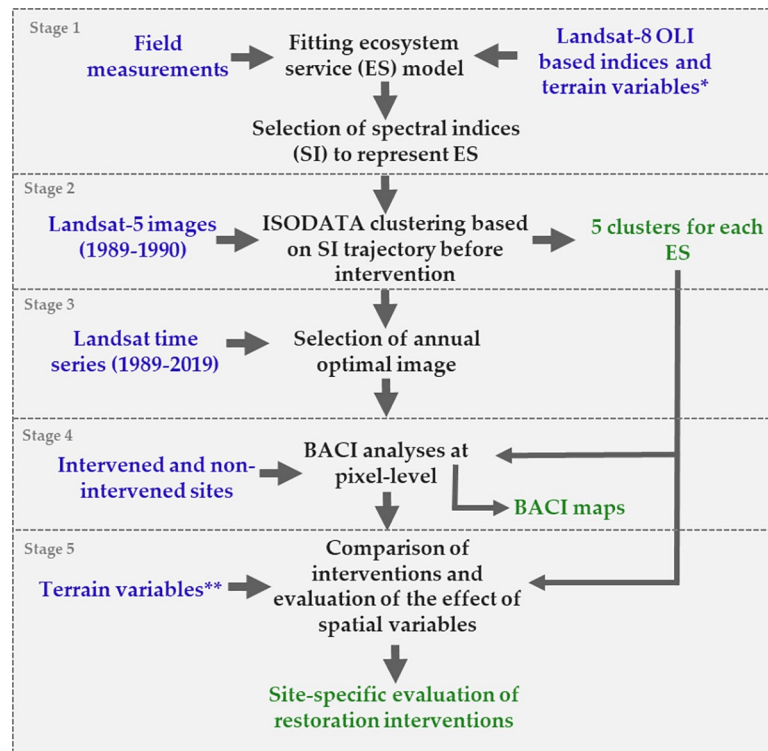 Stage 1
Field
measurements
Fitting ecosystem
service (ES) model
Landsat-8 OLI
based indices and
terrain variables*
Selection of spectral indices
(SI) to represent ES
Stage 2
Landsat-5 images
(1989-1990)
ISODATA clustering based
on SI trajectory before
intervention
5 clusters for each
ES
Stage 3
Landsat time
series (1989-2019)
Selection of annual
optimal image
Stage 4
Intervened and non-
intervened sites
BACI analyses at
pixel-level
BACI maps
Stage 5
Terrain variables**
Comparison of
interventions and
evaluation of the effect of
spatial variables
Site-specific evaluation of
restoration interventions